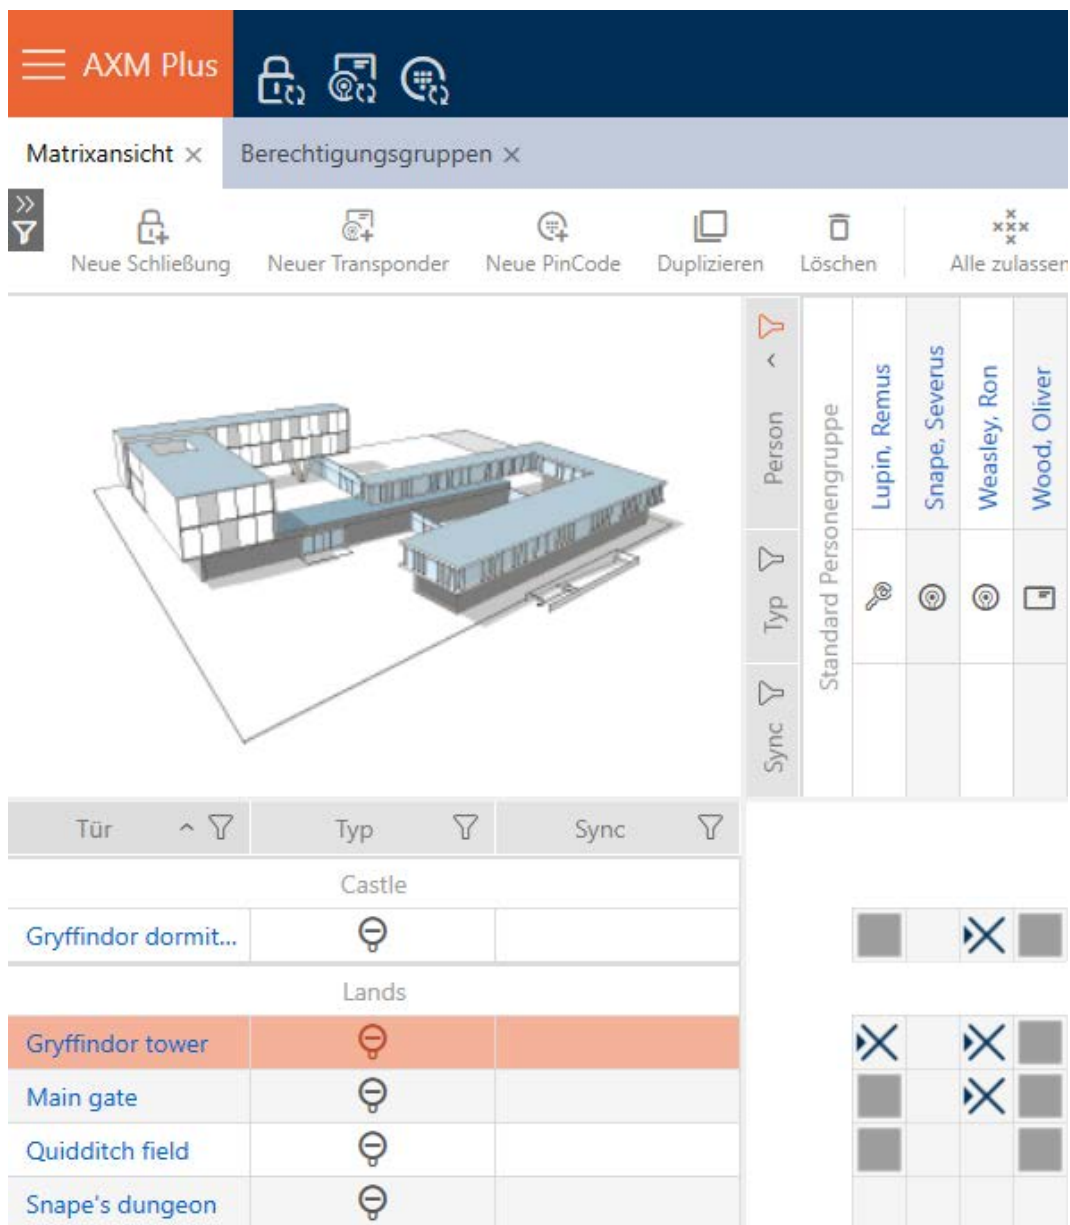 AXM Plus
Matrixansicht × Berechtigungsgruppen ×
Neue Schließung Neuer Transponder Neue PinCode Duplizieren Löschen Alle zulassen
Person
Typ
Sync
Standard Personengruppe
Lupin, Remus
Snape, Severus
Weasley, Ron
Wood, Oliver
Tür Typ Sync
Castle
Gryffindor dormit...
Lands
Gryffindor tower
Main gate
Quidditch field
Snape's dungeon